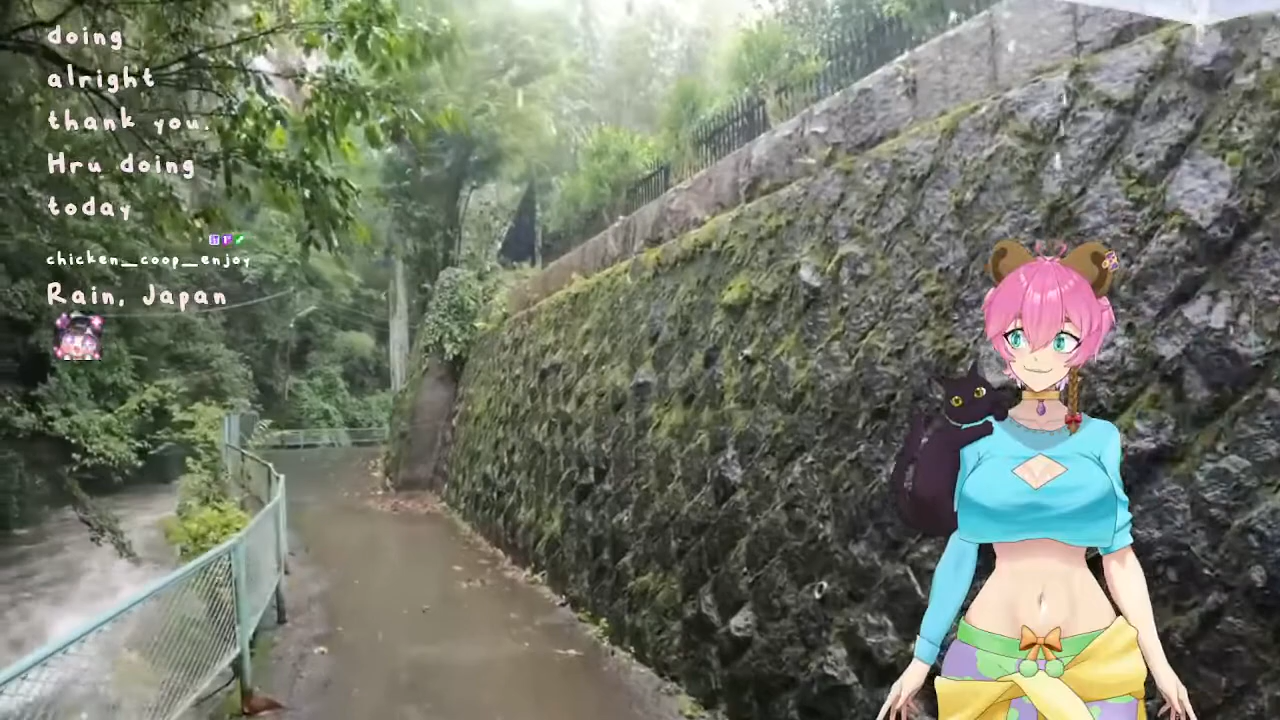 doing
alright
thank you.
Hru doing
today
chicken_coop_enjoy
Rain, Japan